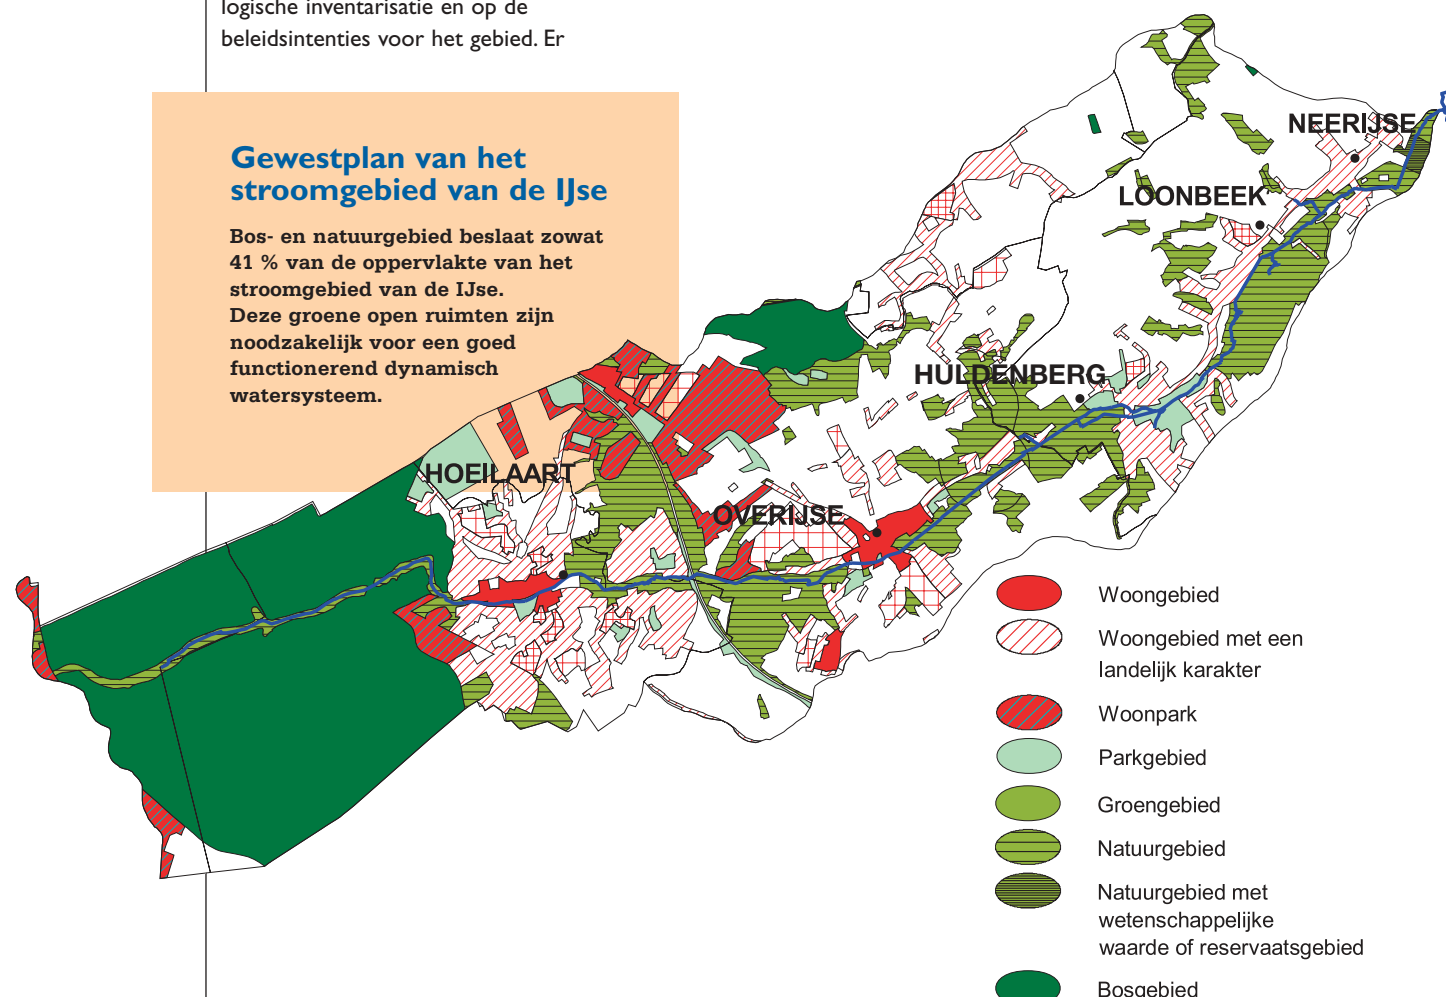 logische inventarisatie en op de
beleidsintenties voor het gebied. Er
Gewestplan van het
stroomgebied van de IJse
Bos- en natuurgebied beslaat zowat
41 % van de oppervlakte van het
stroomgebied van de IJse.
Deze groene open ruimten zijn
noodzakelijk voor een goed
functionerend dynamisch
watersysteem.
NEERIJSE
LOONBEEK
HULDENBERG
HOEILAART
OVERIJSE
Woongebied
Woongebied met een
landelijk karakter
Woonpark
Parkgebied
Groengebied
Natuurgebied
Natuurgebied met
wetenschappelijke
waarde of reservaatsgebied
Bosgebied